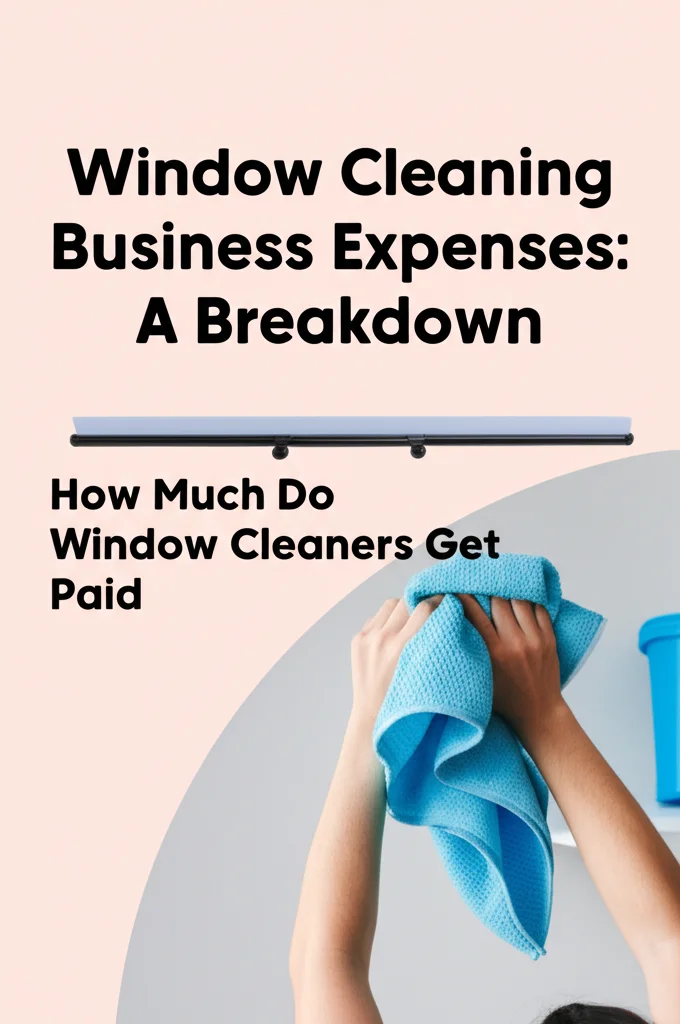 Window Cleaning
Business Expenses:
A Breakdown
How Much Do
Window Cleaners Get
Paid